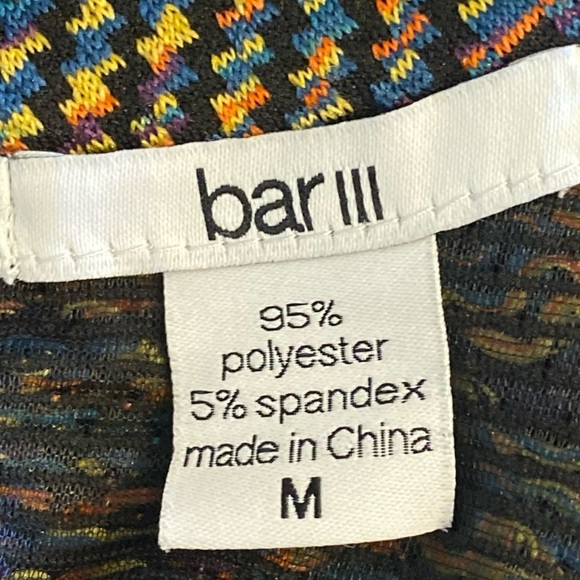 bar III
95%
polyester
5% spandex
made in China
M